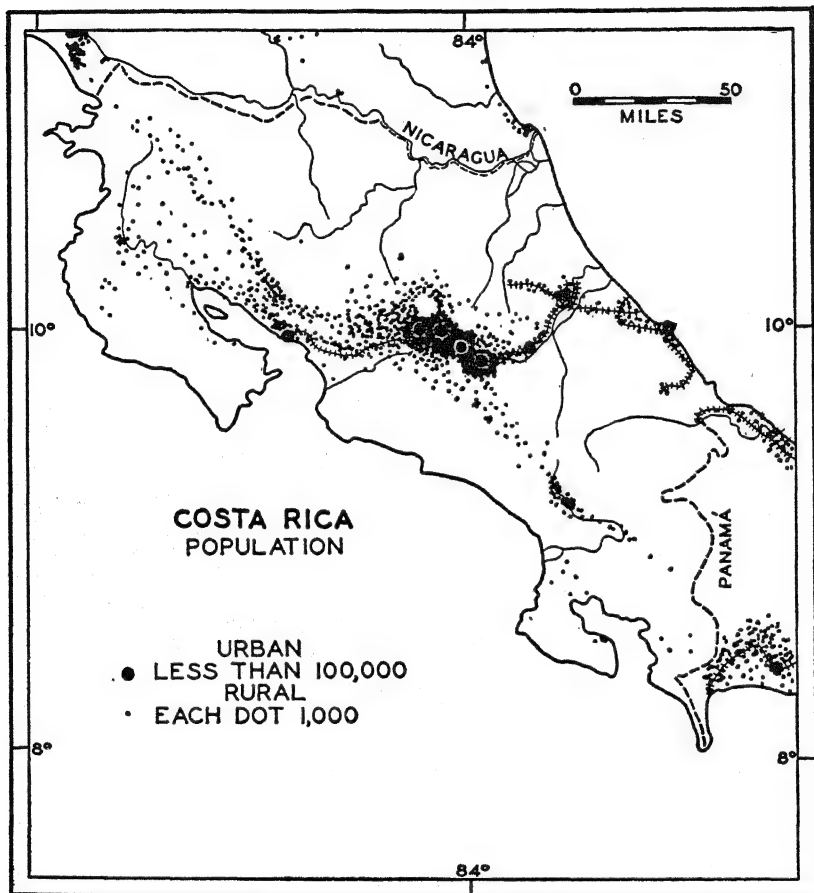 84°
0 50
MILES
NICARAGUA
10° 10°
COSTA RICA
POPULATION
PANAMÁ
URBAN
LESS THAN 100,000
RURAL
EACH DOT 1,000
8° 8°
84°